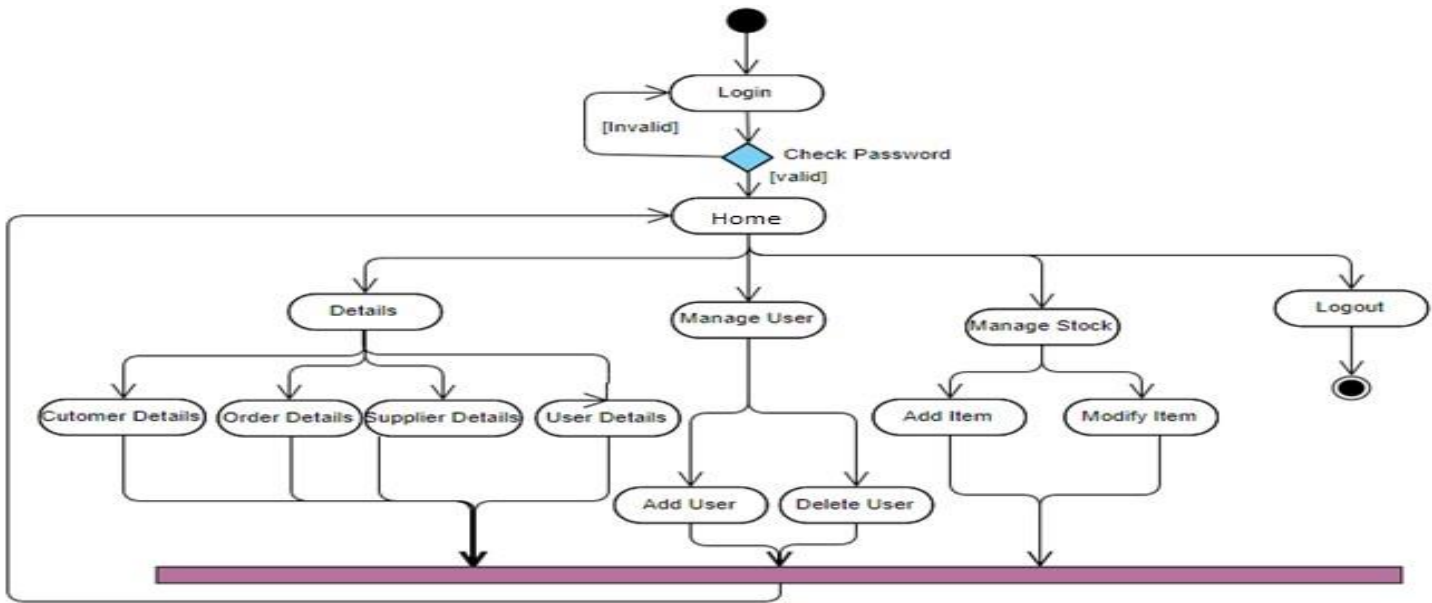 Login
[Invalid]
Check Password
[valid]
Home
Details
Manage User
Manage Stock
Logout
Cutomer Details
Order Details
Supplier Details
User Details
Add Item
Modify Item
Add User
Delete User